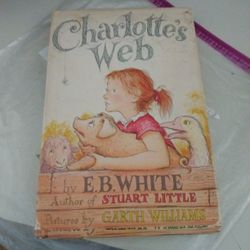 Charlotte's
Web
by E.B. WHITE
Author of STUART LITTLE
Pictures by GARTH WILLIAMS